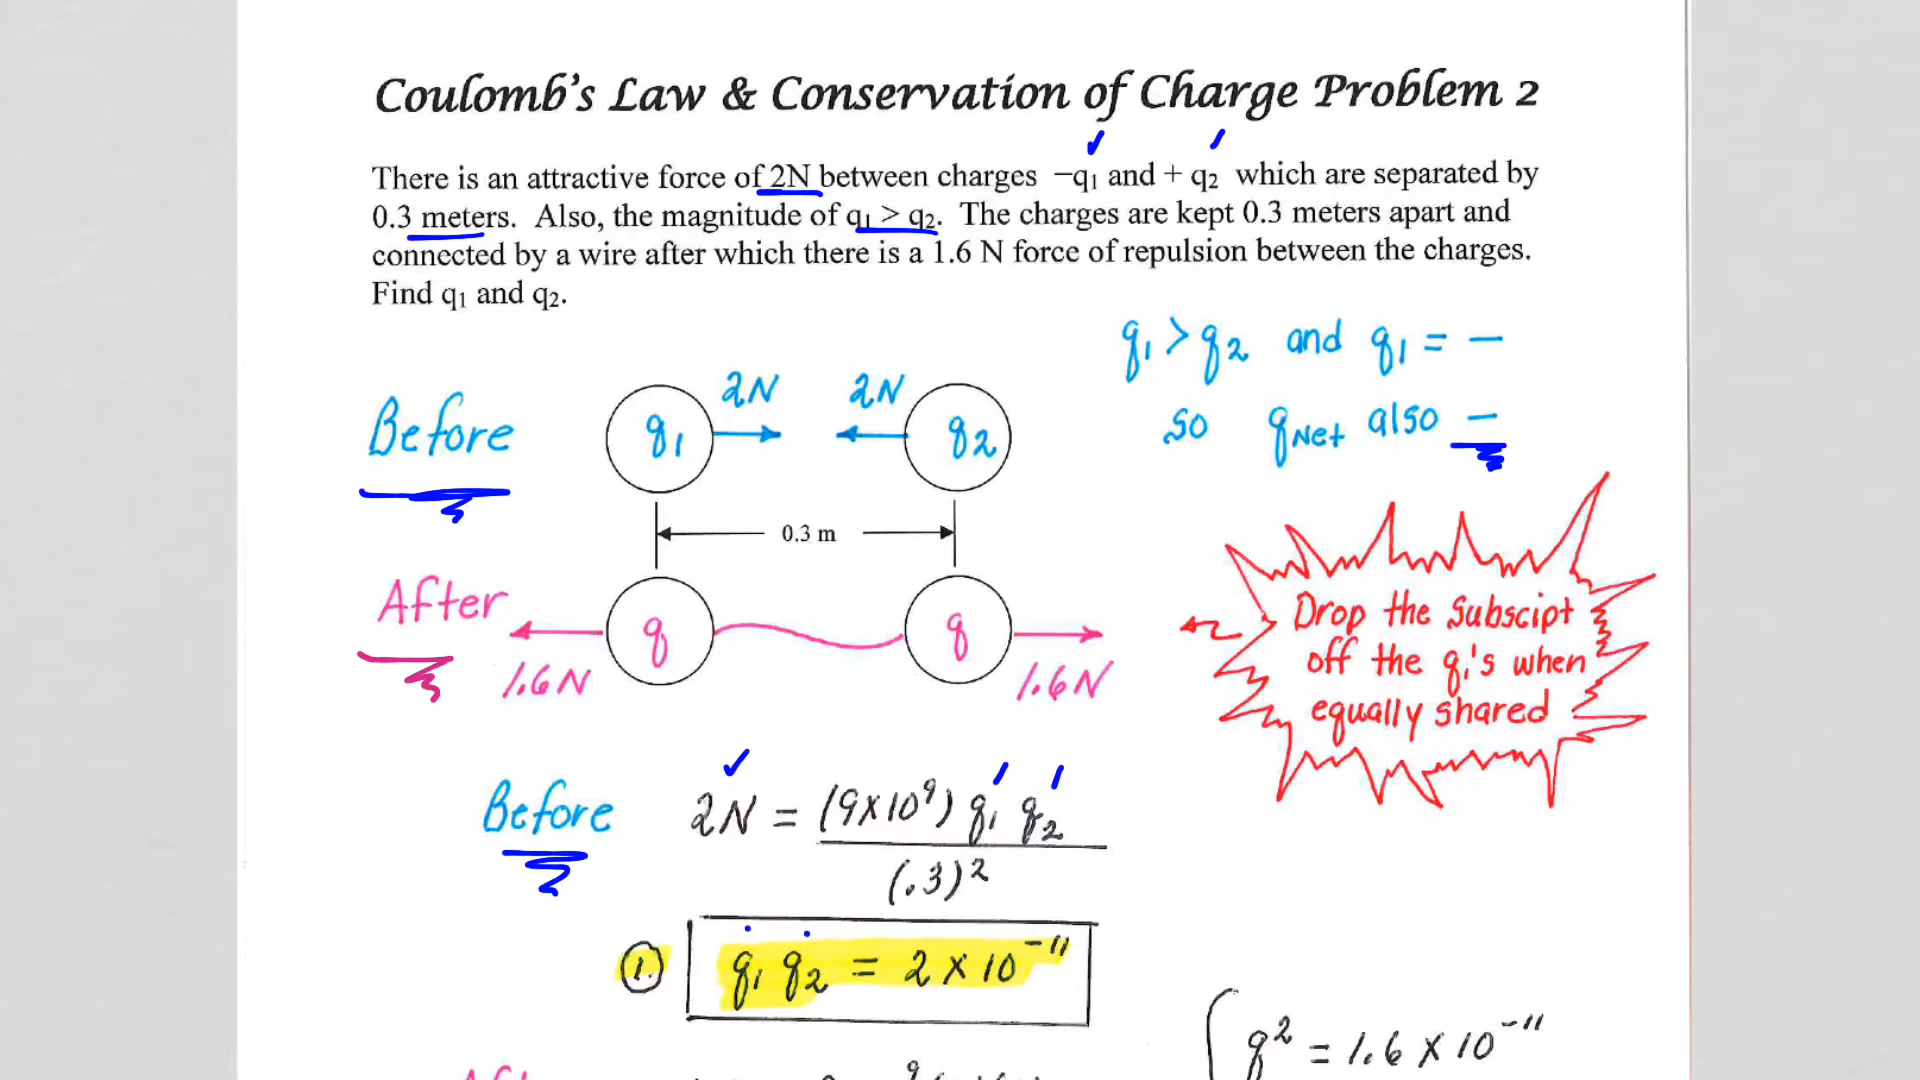 Coulomb's Law & Conservation of Charge Problem 2
There is an attractive force of 2N between charges −q₁ and + q₂ which are separated by
0.3 meters. Also, the magnitude of q₁ > q₂. The charges are kept 0.3 meters apart and
connected by a wire after which there is a 1.6 N force of repulsion between the charges.
Find q₁ and q₂.
q₁ > q₂ and q₁ = −
so qNet also −
Before
q₁ 2N 2N q₂
0.3 m
After
1.6N q q 1.6N
Drop the Subscipt
off the q's when
equally shared
Before 2N = (9x10⁹) q₁ q₂
(.3)²
1. q₁ q₂ = 2 x 10⁻¹¹
q² = 1.6 x 10⁻¹¹